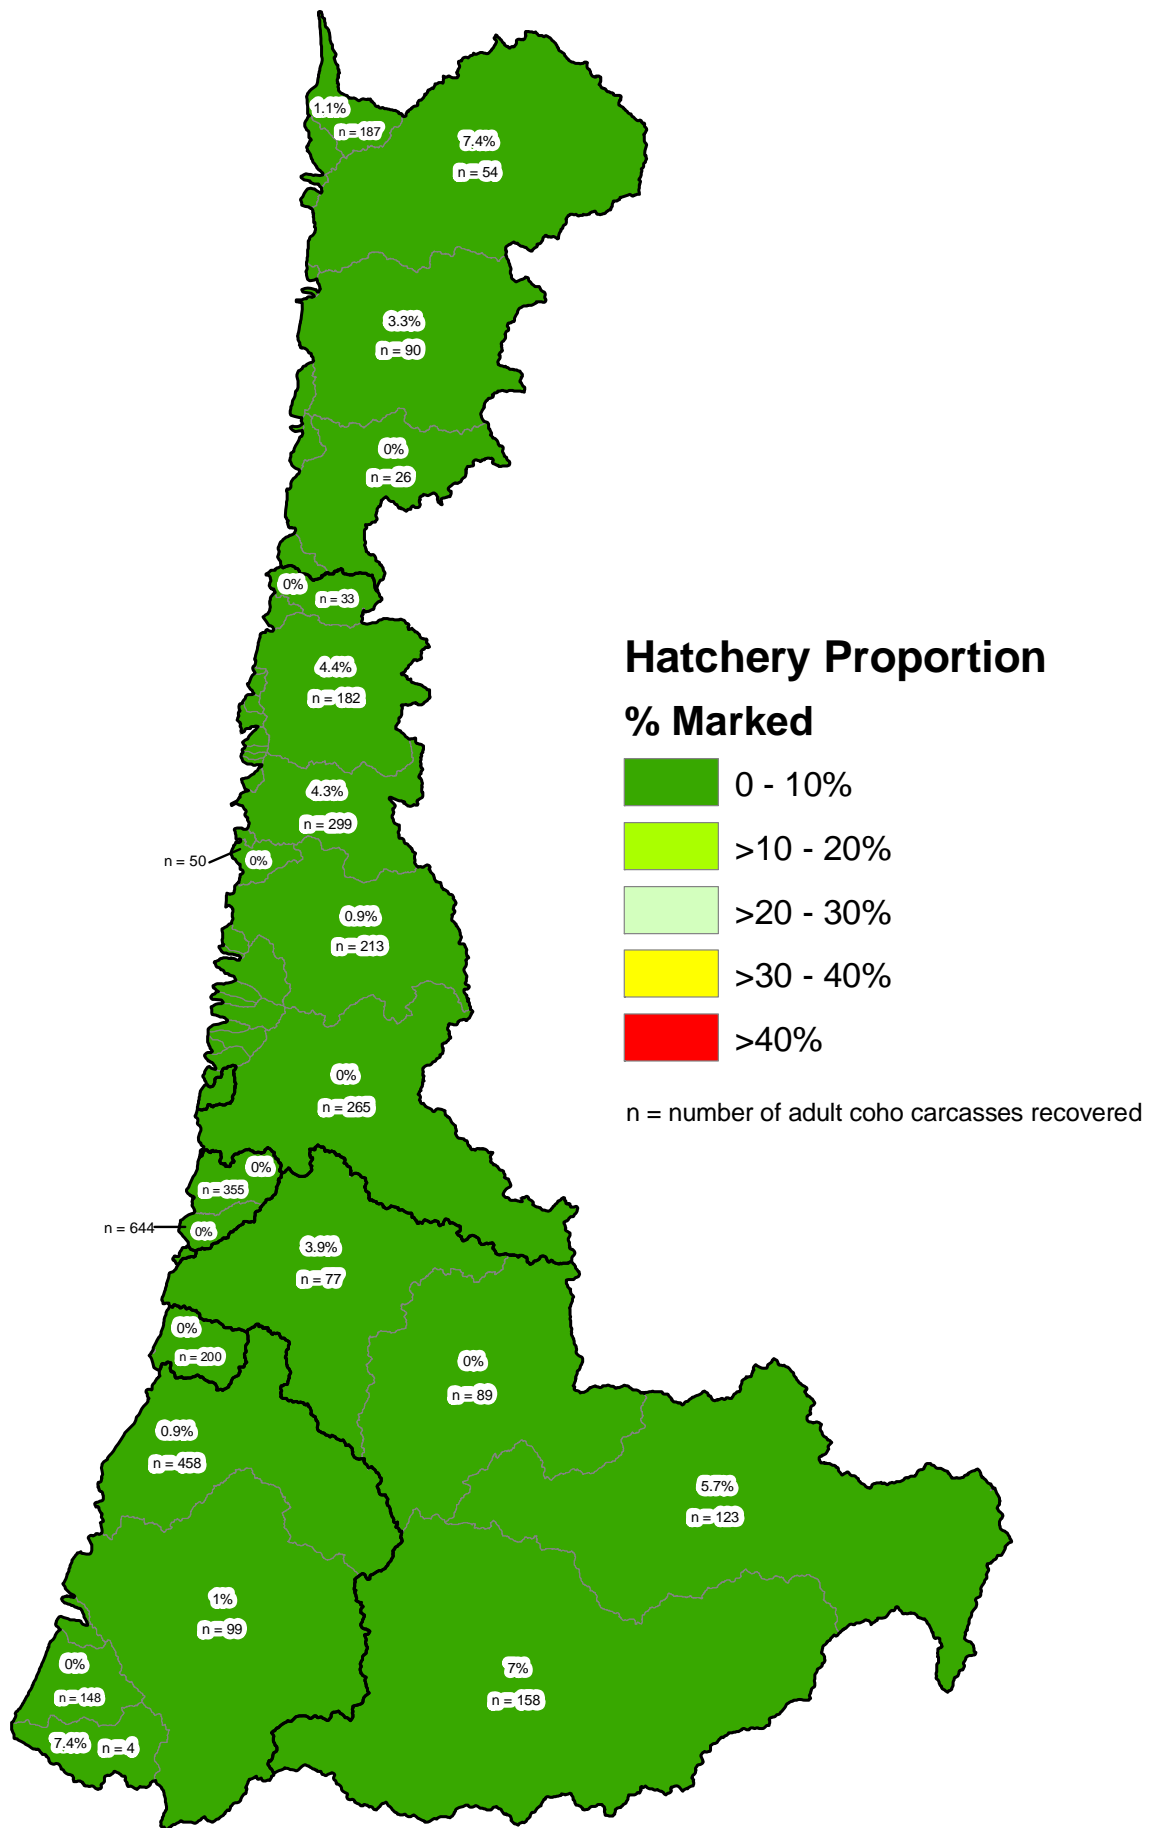 1.1%
n = 187
7.4%
n = 54
3.3%
n = 90
0%
n = 26
0%
n = 33
4.4%
n = 182
4.3%
n = 299
n = 50
0%
0.9%
n = 213
0%
n = 265
0%
n = 355
n = 644
0%
3.9%
n = 77
0%
n = 200
0%
n = 89
0.9%
n = 458
5.7%
n = 123
1%
n = 99
0%
n = 148
7%
n = 158
7.4%
n = 4
Hatchery Proportion
% Marked
0 - 10%
>10 - 20%
>20 - 30%
>30 - 40%
>40%
n = number of adult coho carcasses recovered